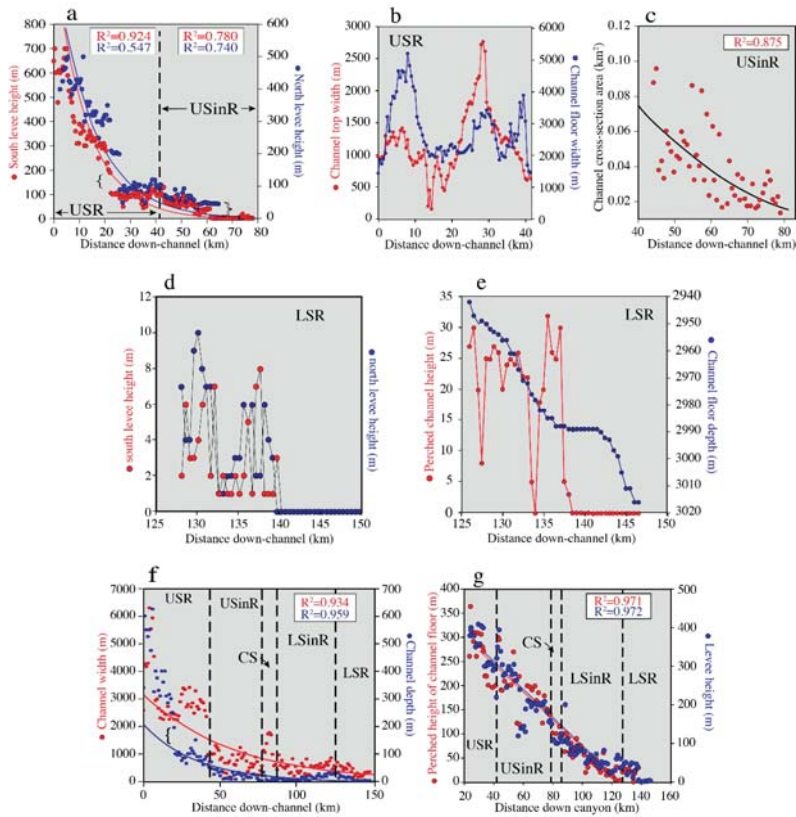 a
R²=0.924
R²=0.547
R²=0.780
R²=0.740
USinR
USR
800
700
600
500
400
300
200
100
0
600
500
400
300
200
100
0
0 10 20 30 40 50 60 70 80
South levee height (m)
North levee height (m)
Distance down-channel (km)
{
}
b
USR
3000
2500
2000
1500
1000
500
0
6000
5000
4000
3000
2000
1000
0
0 10 20 30 40
Channel top width (m)
Channel floor width (m)
Distance down-channel (km)
c
R²=0.875
USinR
0.12
0.10
0.08
0.06
0.04
0.02
40 50 60 70 80
Channel cross-section area (km²)
Distance down-channel (km)
d
LSR
12
10
8
6
4
2
0
125 130 135 140 145 150
south levee height (m)
north levee height (m)
Distance down-channel (km)
e
LSR
35
30
25
20
15
10
5
0
2940
2950
2960
2970
2980
2990
3000
3010
3020
125 130 135 140 145 150
Perched channel height (m)
Channel floor depth (m)
Distance down-channel (km)
f
R²=0.934
R²=0.959
USR
USinR
CS
LSinR
LSR
7000
6000
5000
4000
3000
2000
1000
0
700
600
500
400
300
200
100
0
0 50 100 150
Channel width (m)
Channel depth (m)
Distance down-channel (km)
{
g
R²=0.971
R²=0.972
CS
LSinR
LSR
USR
USinR
400
350
300
250
200
150
100
50
0
500
400
300
200
100
0
20 40 60 80 100 120 140 160
Perched height of channel floor (m)
Levee height (m)
Distance down canyon (km)